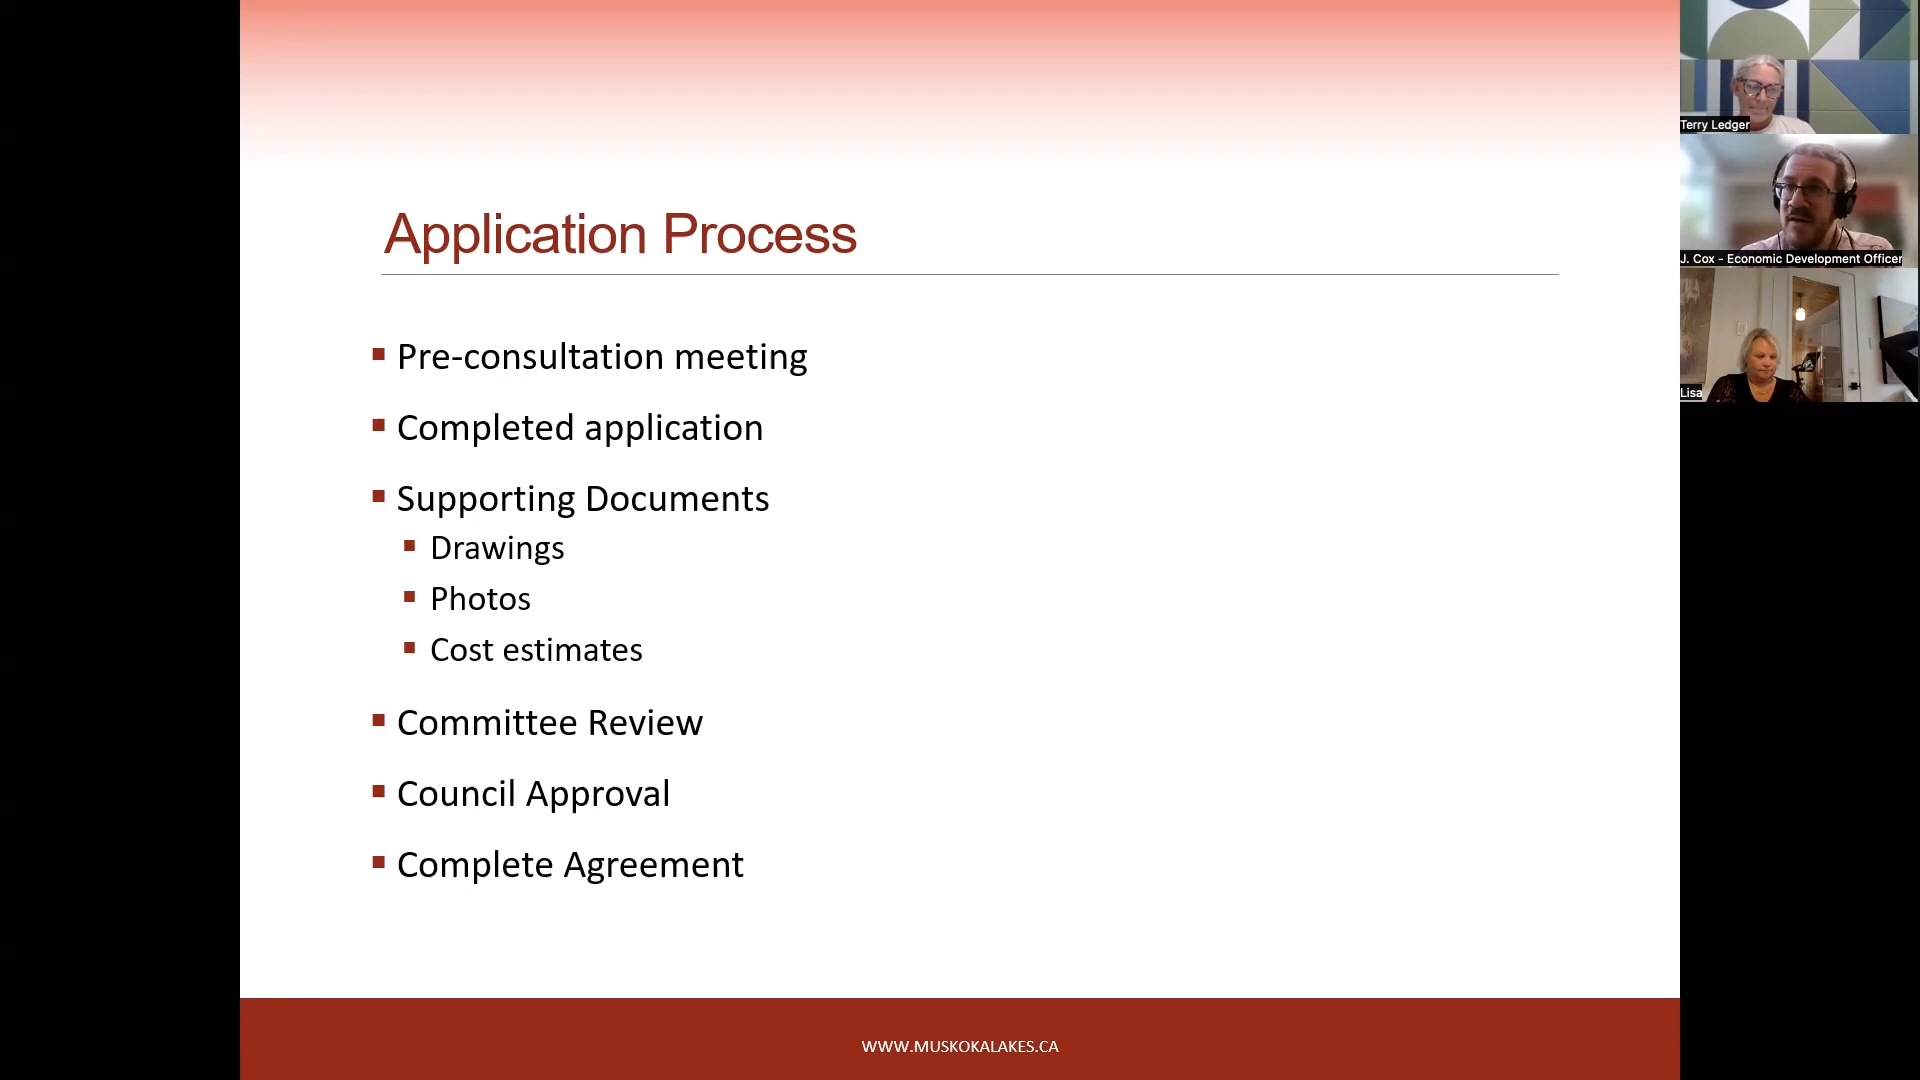 Application Process
Pre-consultation meeting
Completed application
Supporting Documents
Drawings
Photos
Cost estimates
Committee Review
Council Approval
Complete Agreement
WWW.MUSKOKALAKES.CA
Terry Ledger
J. Cox - Economic Development Officer
Lisa